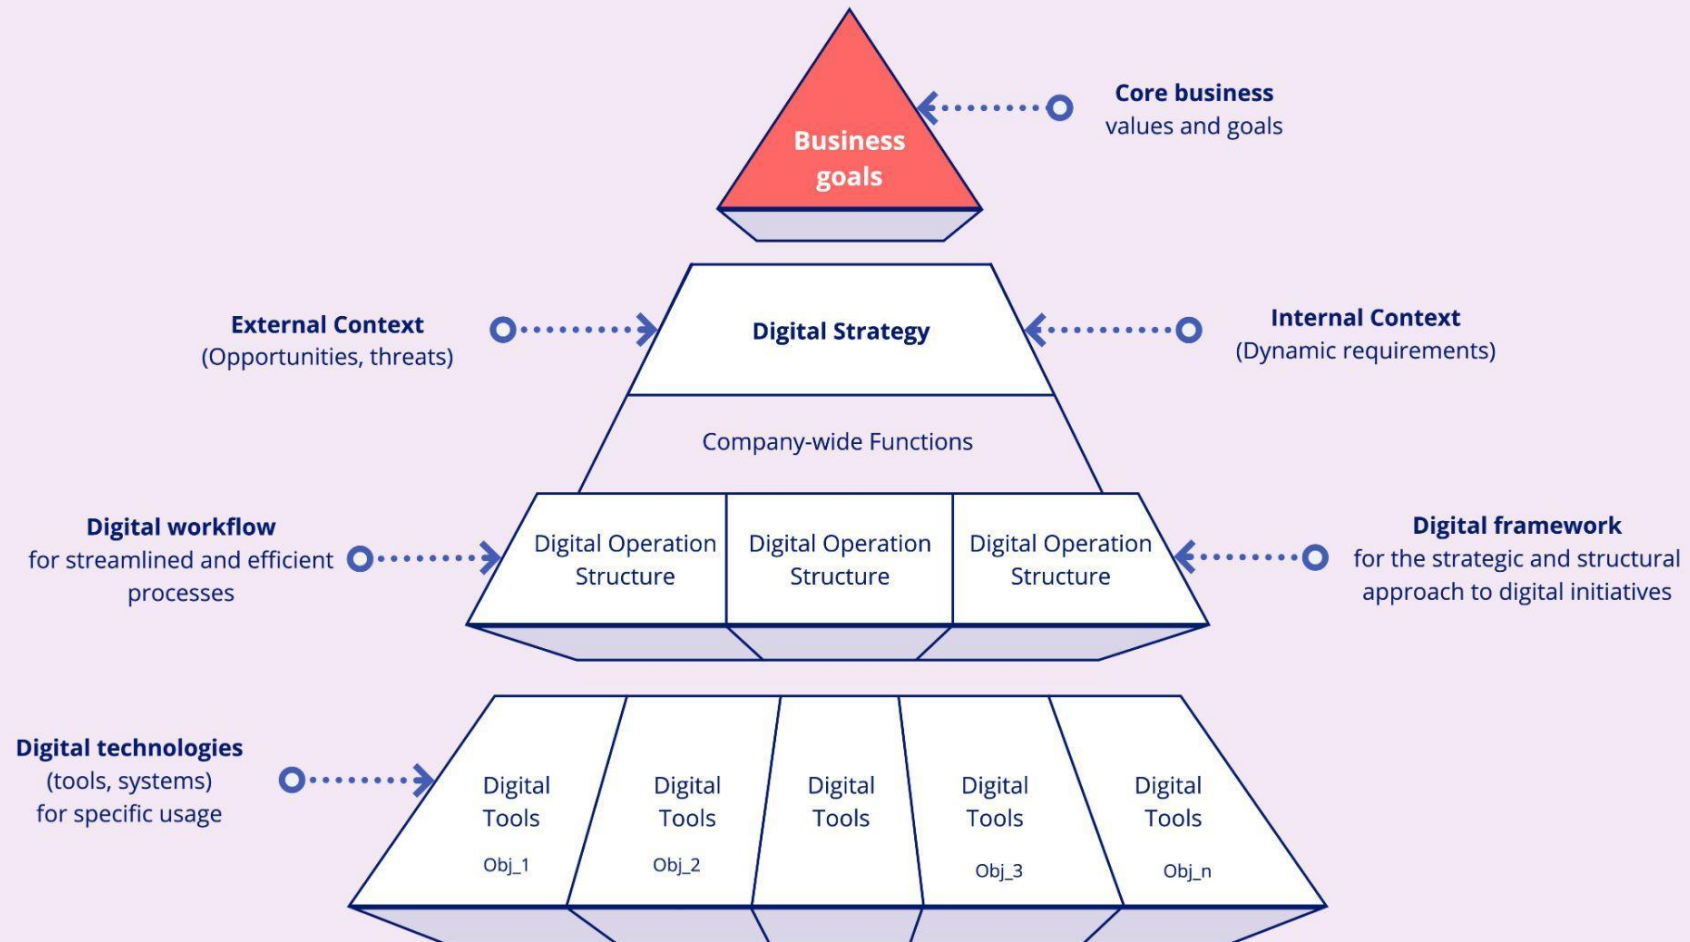 Business
goals
Core business
values and goals
External Context
(Opportunities, threats)
Digital Strategy
Internal Context
(Dynamic requirements)
Company-wide Functions
Digital workflow
for streamlined and efficient
processes
Digital Operation
Structure
Digital Operation
Structure
Digital Operation
Structure
Digital framework
for the strategic and structural
approach to digital initiatives
Digital technologies
(tools, systems)
for specific usage
Digital
Tools
Obj_1
Digital
Tools
Obj_2
Digital
Tools
Digital
Tools
Obj_3
Digital
Tools
Obj_n